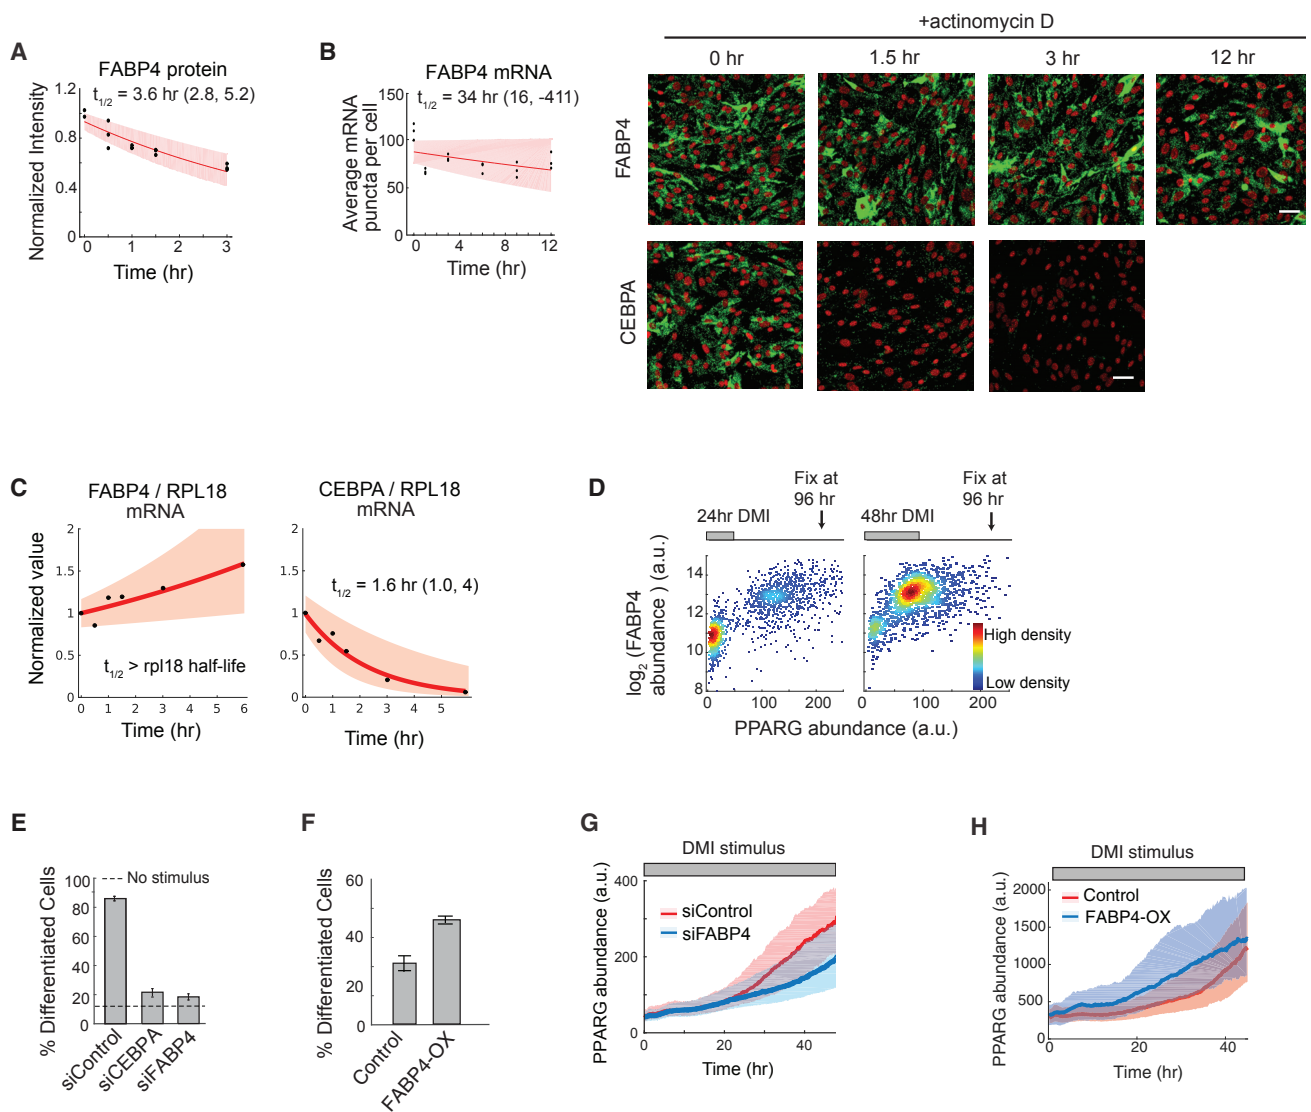 A
FABP4 protein
t1/2 = 3.6 hr (2.8, 5.2)
Normalized Intensity
1.2
0.8
0.4
0
0
1
2
3
Time (hr)
B
FABP4 mRNA
t1/2 = 34 hr (16, -411)
Average mRNA
puncta per cell
150
100
50
0
0
4
8
12
Time (hr)
+actinomycin D
0 hr
1.5 hr
3 hr
12 hr
FABP4
CEBPA
C
FABP4 / RPL18
mRNA
Normalized value
2
1.5
1
0.5
0
t1/2 > rpl18 half-life
0
1
2
3
4
5
6
Time (hr)
CEBPA / RPL18
mRNA
t1/2 = 1.6 hr (1.0, 4)
2
1.5
1
0.5
0
0
1
2
3
4
5
Time (hr)
D
Fix at
96 hr
24hr DMI
Fix at
96 hr
48hr DMI
log2 (FABP4
abundance ) (a.u.)
14
13
12
10
8
0
100
200
14
13
12
10
8
High density
Low density
0
100
200
PPARG abundance (a.u.)
E
% Differentiated Cells
No stimulus
100
80
60
40
20
0
siControl
siCEBPA
siFABP4
F
% Differentiated Cells
60
40
20
0
Control
FABP4-OX
G
DMI stimulus
PPARG abundance (a.u.)
400
200
0
siControl
siFABP4
0
20
40
Time (hr)
H
DMI stimulus
PPARG abundance (a.u.)
2000
1500
1000
500
0
Control
FABP4-OX
0
20
40
Time (hr)